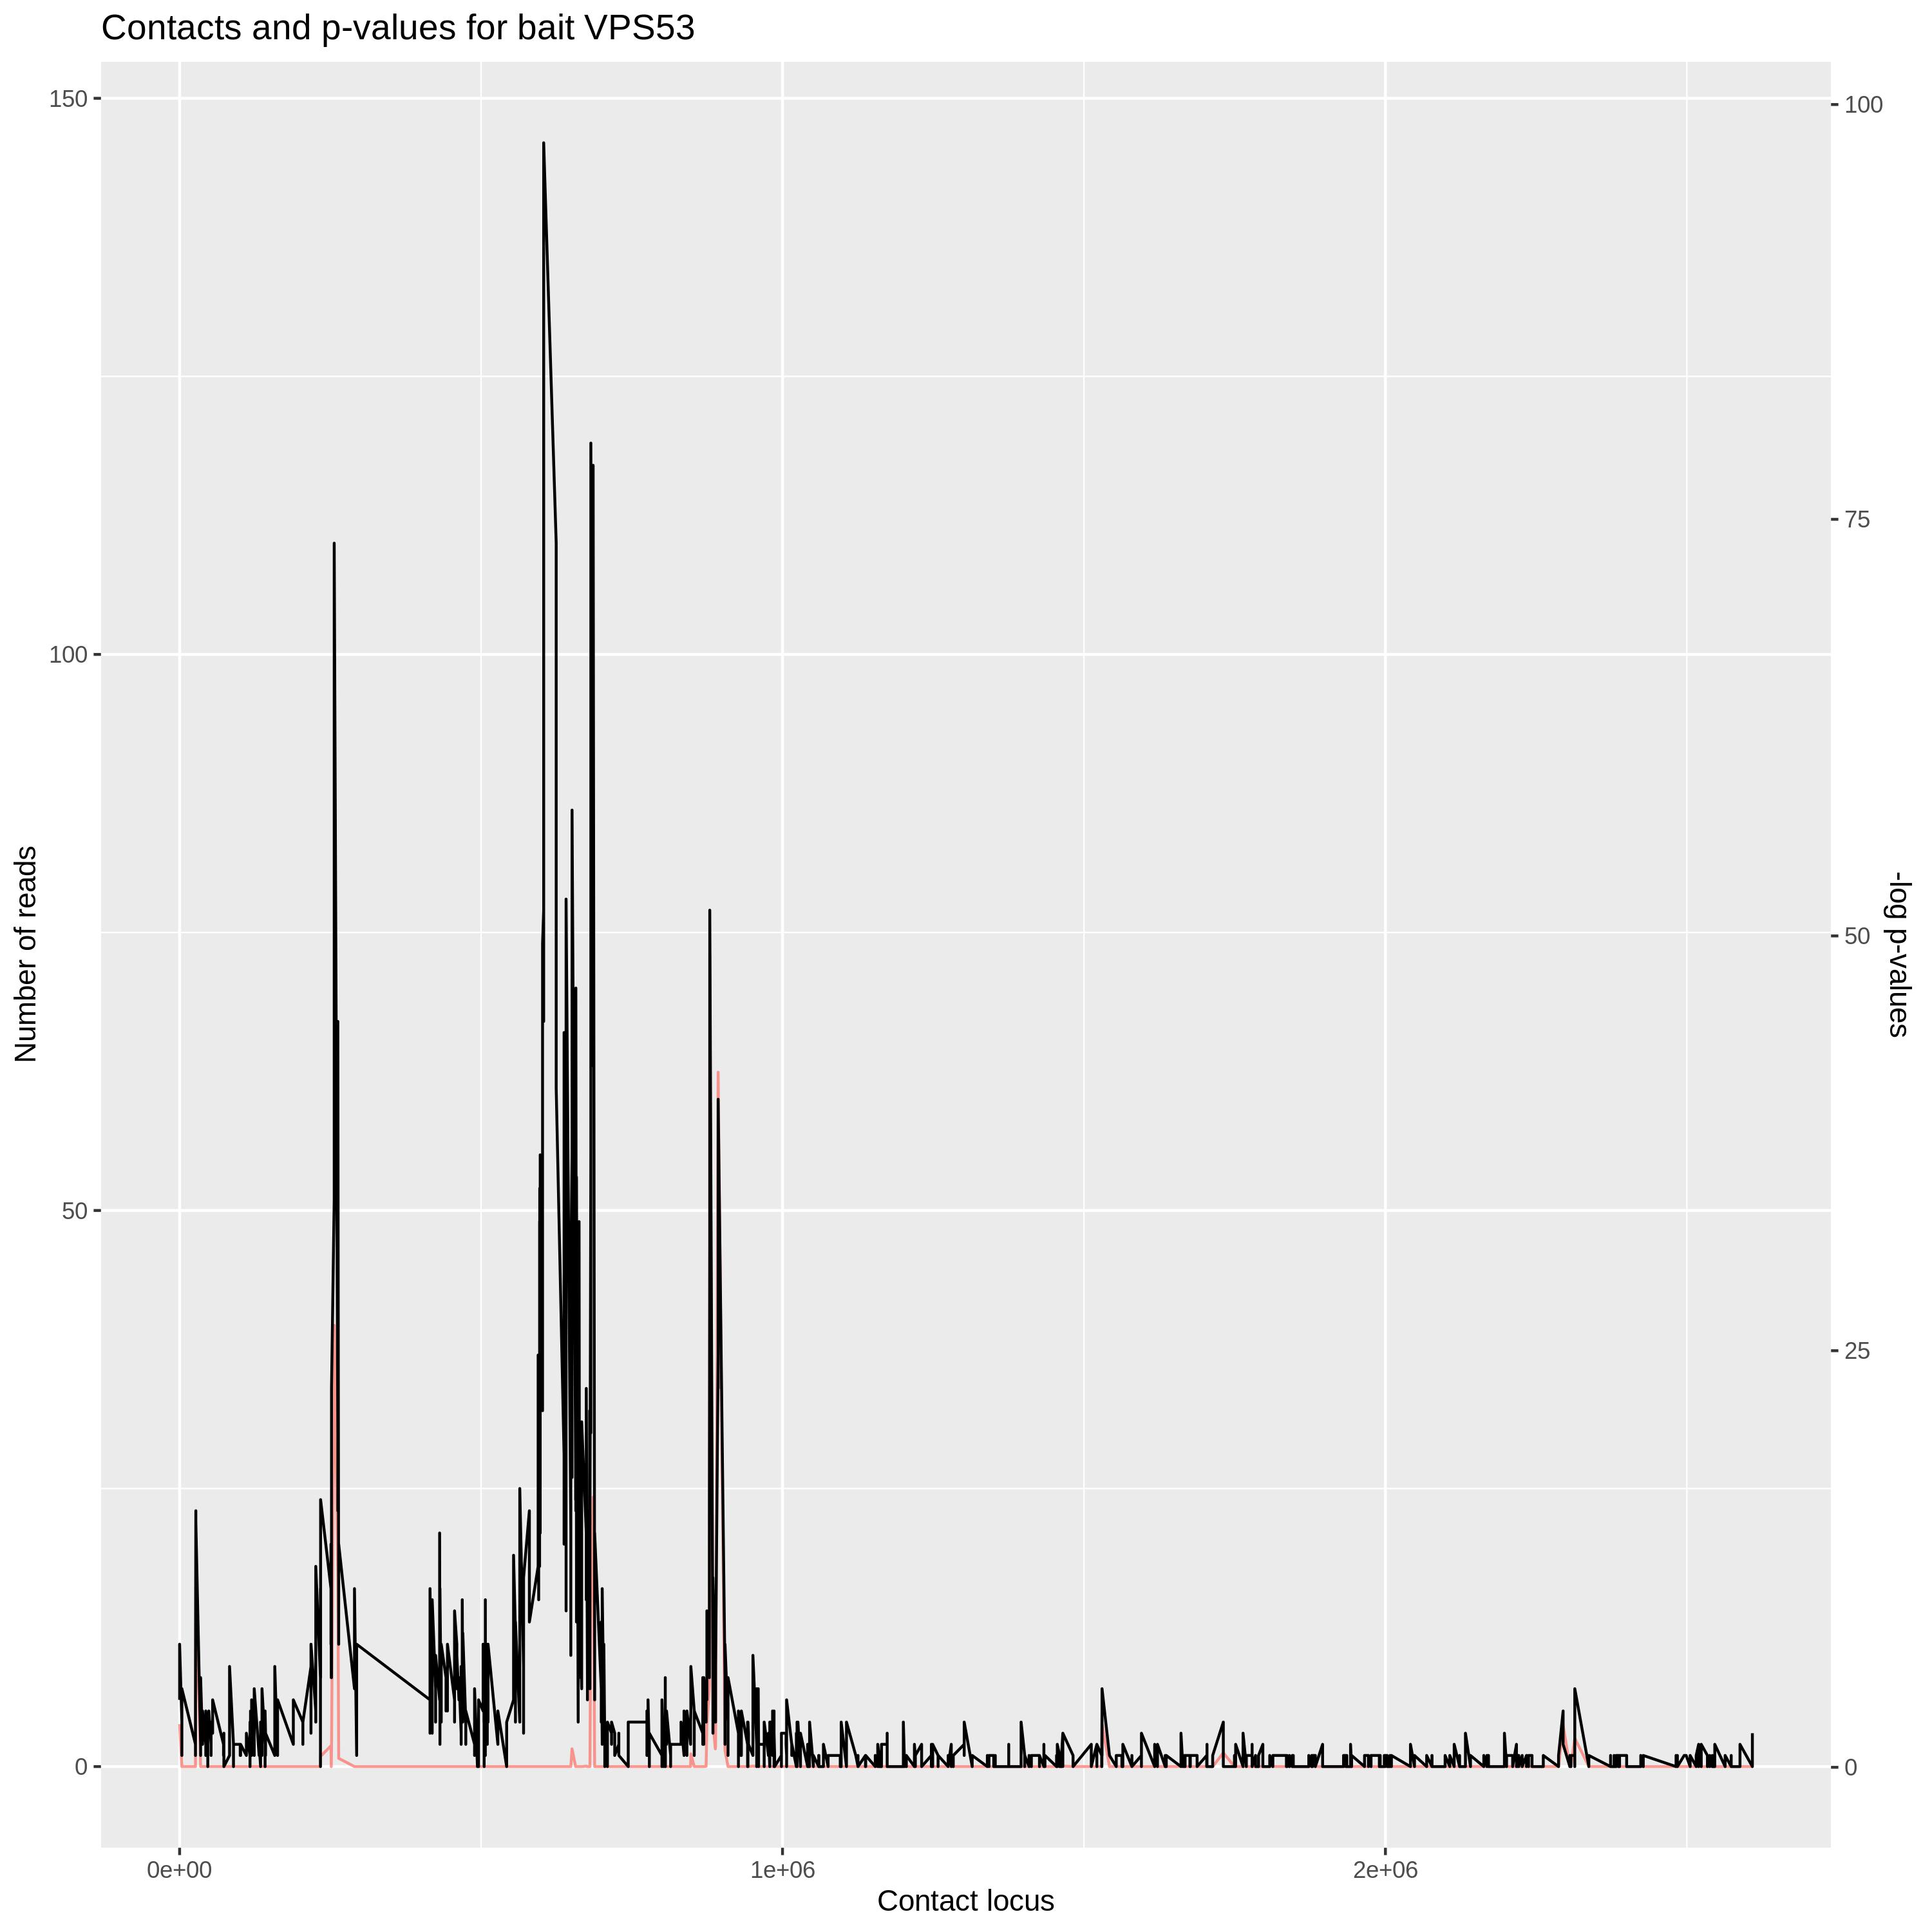 Contacts and p-values for bait VPS53
150
100
50
0
Number of reads
100
75
50
25
0
-log p-values
0e+00
1e+06
2e+06
Contact locus